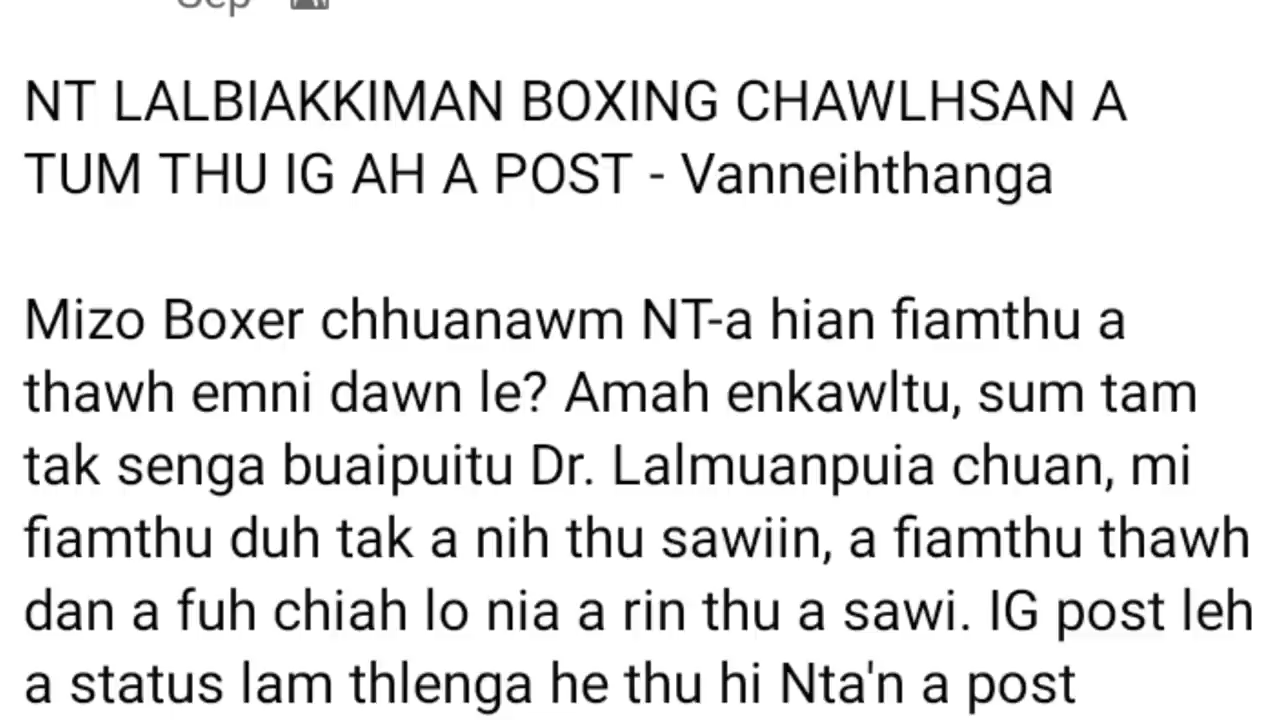 Sep
NT LALBIAKKIMAN BOXING CHAWLHSAN A
TUM THU IG AH A POST - Vanneihthanga
Mizo Boxer chhuanawm NT-a hian fiamthu a
thawh emni dawn le? Amah enkawltu, sum tam
tak senga buaipuitu Dr. Lalmuanpuia chuan, mi
fiamthu duh tak a nih thu sawiin, a fiamthu thawh
dan a fuh chiah lo nia a rin thu a sawi. IG post leh
a status lam thlenga he thu hi Nta'n a post